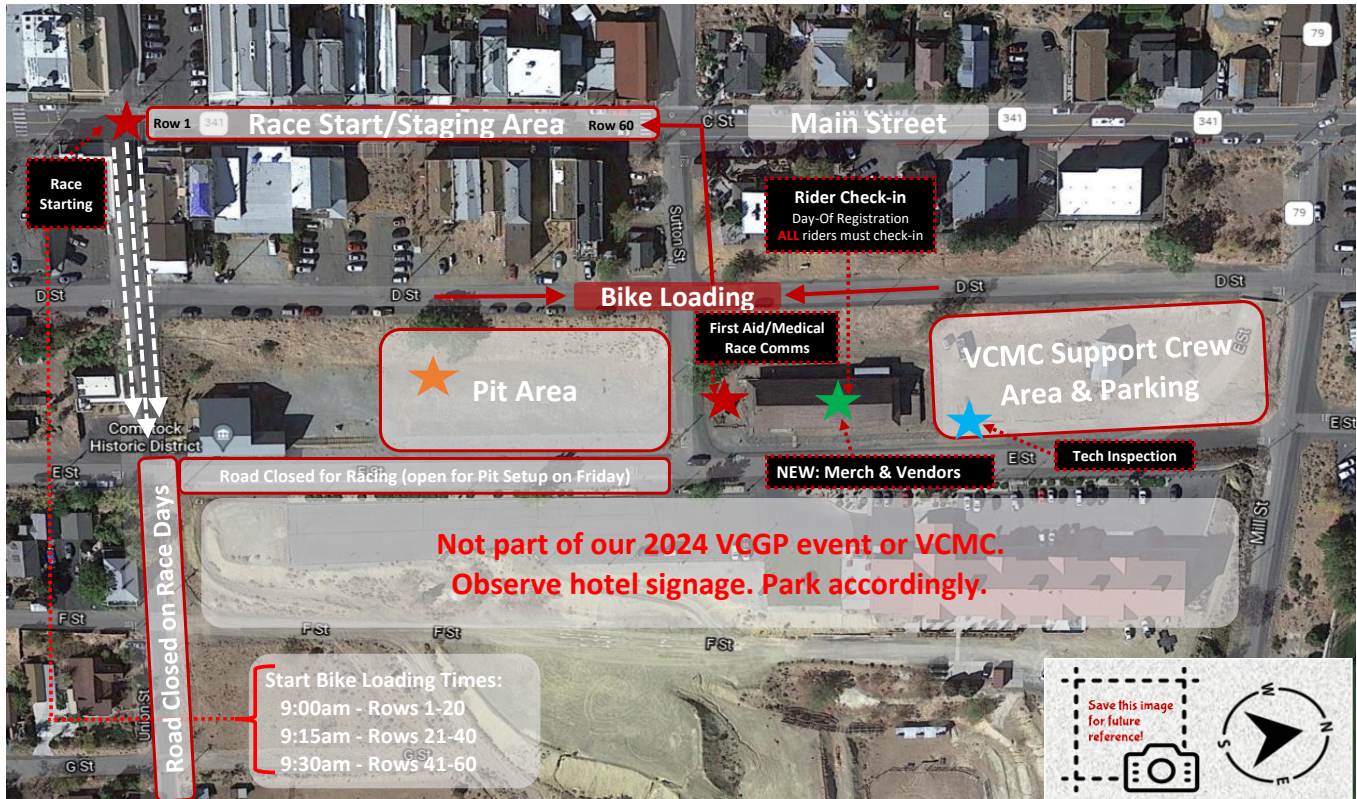 79
Row 1
341
Race Start/Staging Area
Row 60
C St
Main Street
341
341
Race
Starting
Rider Check-in
Day-Of Registration
ALL riders must check-in
79
Sutton St
D St
D St
Bike Loading
D St
D St
First Aid/Medical
Race Comms
VCMC Support Crew
Area & Parking
E St
Pit Area
Comstock
Historic District
E St
E St
E St
E St
Road Closed for Racing (open for Pit Setup on Friday)
NEW: Merch & Vendors
Tech Inspection
Mill St
Not part of our 2024 VCGP event or VCMC.
Observe hotel signage. Park accordingly.
Road Closed on Race Days
F St
F St
F St
F St
Union St
Start Bike Loading Times:
9:00am - Rows 1-20
9:15am - Rows 21-40
9:30am - Rows 41-60
G St
G St
Save this image
for future
reference!
W
N
S
E